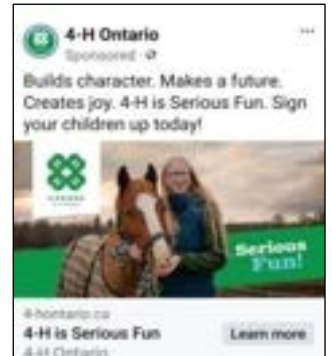 4-H Ontario
Sponsored
Builds character. Makes a future.
Creates joy. 4-H is Serious Fun. Sign
your children up today!
Serious
Fun!
4-hontario.ca
4-H is Serious Fun
Learn more
4-H Ontario